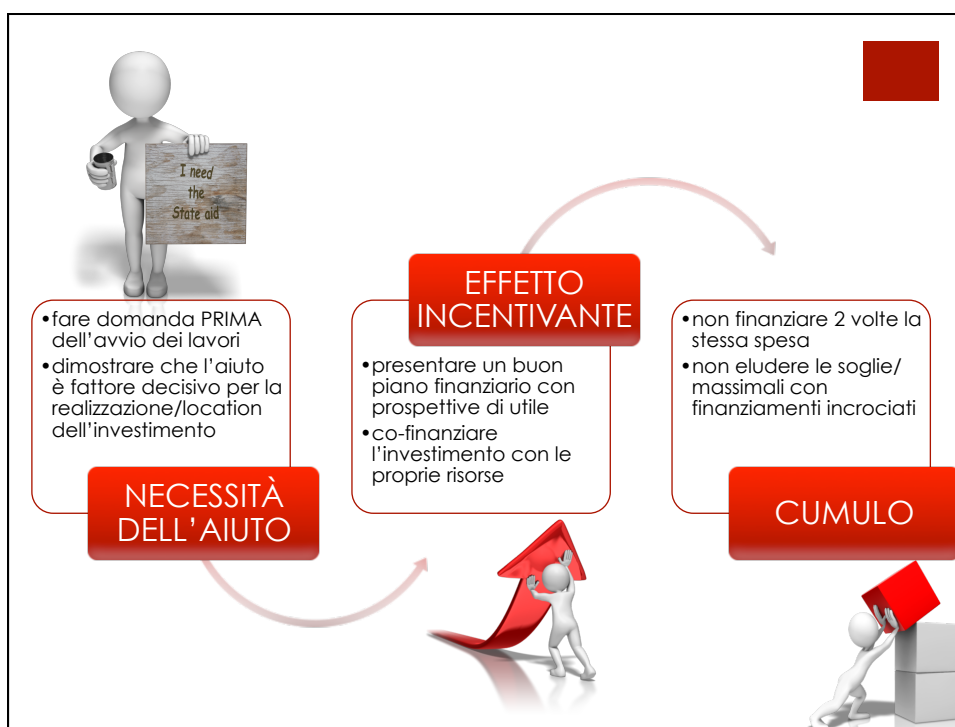 I need
the
State aid
•fare domanda PRIMA
dell'avvio dei lavori
•dimostrare che l'aiuto
è fattore decisivo per la
realizzazione/location
dell'investimento
NECESSITÀ
DELL'AIUTO
EFFETTO
INCENTIVANTE
•presentare un buon
piano finanziario con
prospettive di utile
•co-finanziare
l'investimento con le
proprie risorse
•non finanziare 2 volte la
stessa spesa
•non eludere le soglie/
massimali con
finanziamenti incrociati
CUMULO